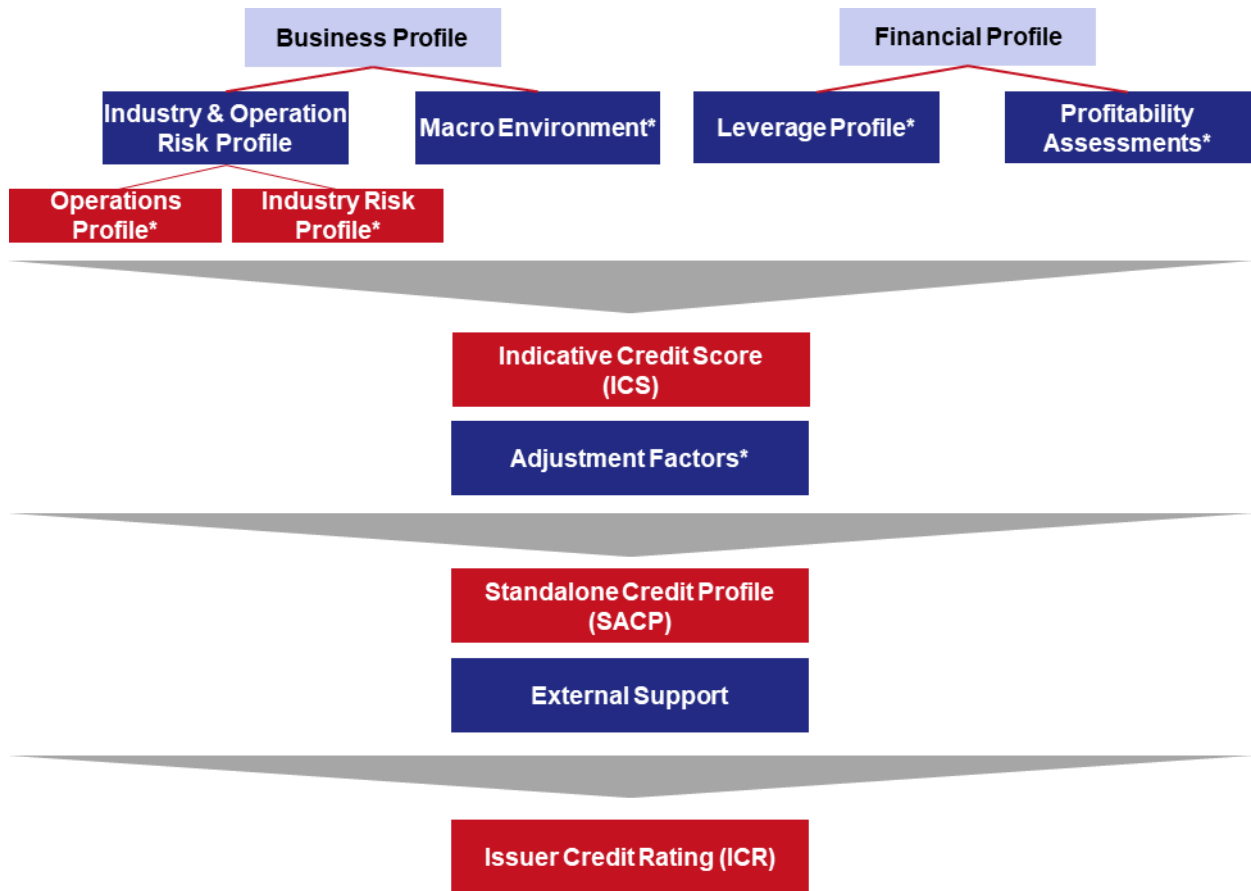 Business Profile
Financial Profile
Industry & Operation
Risk Profile
Macro Environment*
Leverage Profile*
Profitability
Assessments*
Operations
Profile*
Industry Risk
Profile*
Indicative Credit Score
(ICS)
Adjustment Factors*
Standalone Credit Profile
(SACP)
External Support
Issuer Credit Rating (ICR)